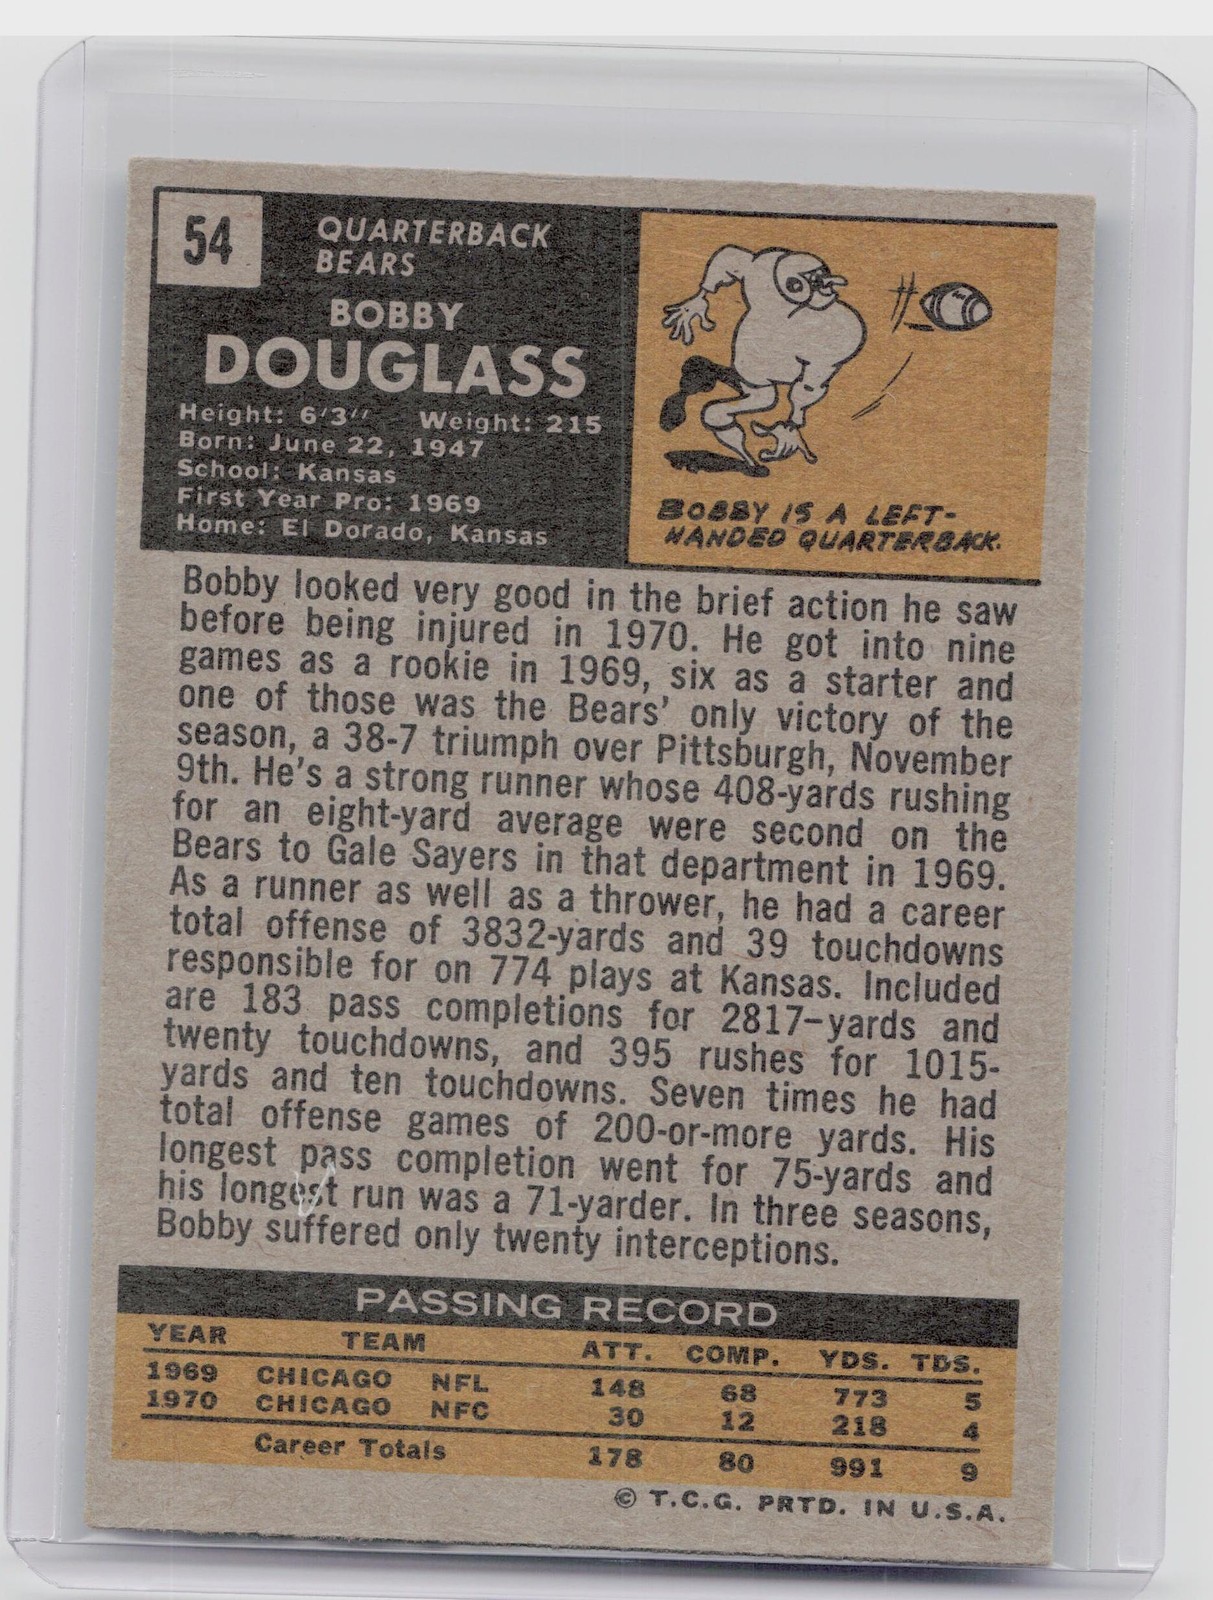 54
QUARTERBACK
BEARS
BOBBY
DOUGLASS
Height: 6'3" Weight: 215
Born: June 22, 1947
School: Kansas
First Year Pro: 1969
Home: El Dorado, Kansas
BOBBY IS A LEFT-
HANDED QUARTERBACK.
Bobby looked very good in the brief action he saw
before being injured in 1970. He got into nine
games as a rookie in 1969, six as a starter and
one of those was the Bears' only victory of the
season, a 38-7 triumph over Pittsburgh, November
9th. He's a strong runner whose 408-yards rushing
for an eight-yard average were second on the
Bears to Gale Sayers in that department in 1969.
As a runner as well as a thrower, he had a career
total offense of 3832-yards and 39 touchdowns
responsible for on 774 plays at Kansas. Included
are 183 pass completions for 2817-yards and
twenty touchdowns, and 395 rushes for 1015-
yards and ten touchdowns. Seven times he had
total offense games of 200-or-more yards. His
longest pass completion went for 75-yards and
his longest run was a 71-yarder. In three seasons,
Bobby suffered only twenty interceptions.
PASSING RECORD
YEAR TEAM ATT. COMP. YDS. TDS.
1969 CHICAGO NFL 148 68 773 5
1970 CHICAGO NFC 30 12 218 4
Career Totals 178 80 991 9
© T.C.G. PRTD. IN U.S.A.